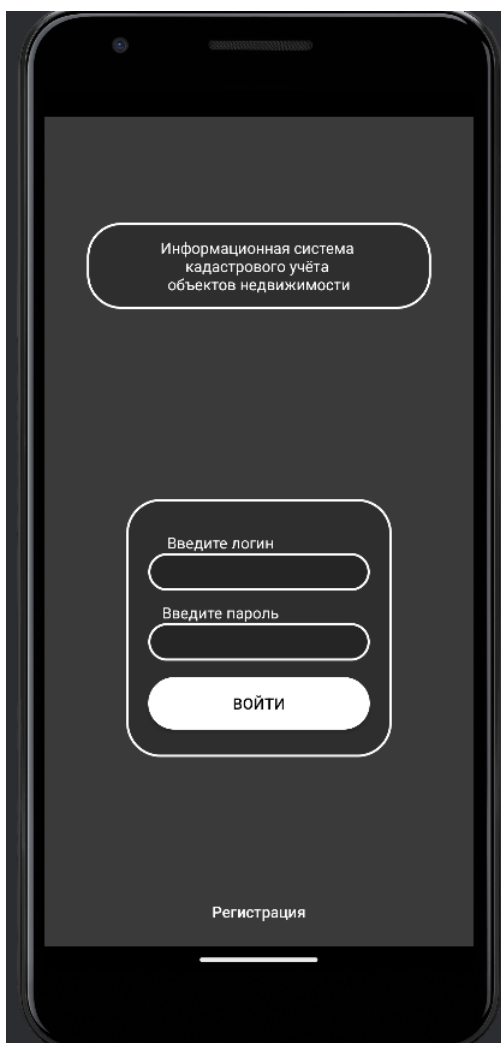 Информационная система
кадастрового учёта
объектов недвижимости
Введите логин
Введите пароль
ВОЙТИ
Регистрация